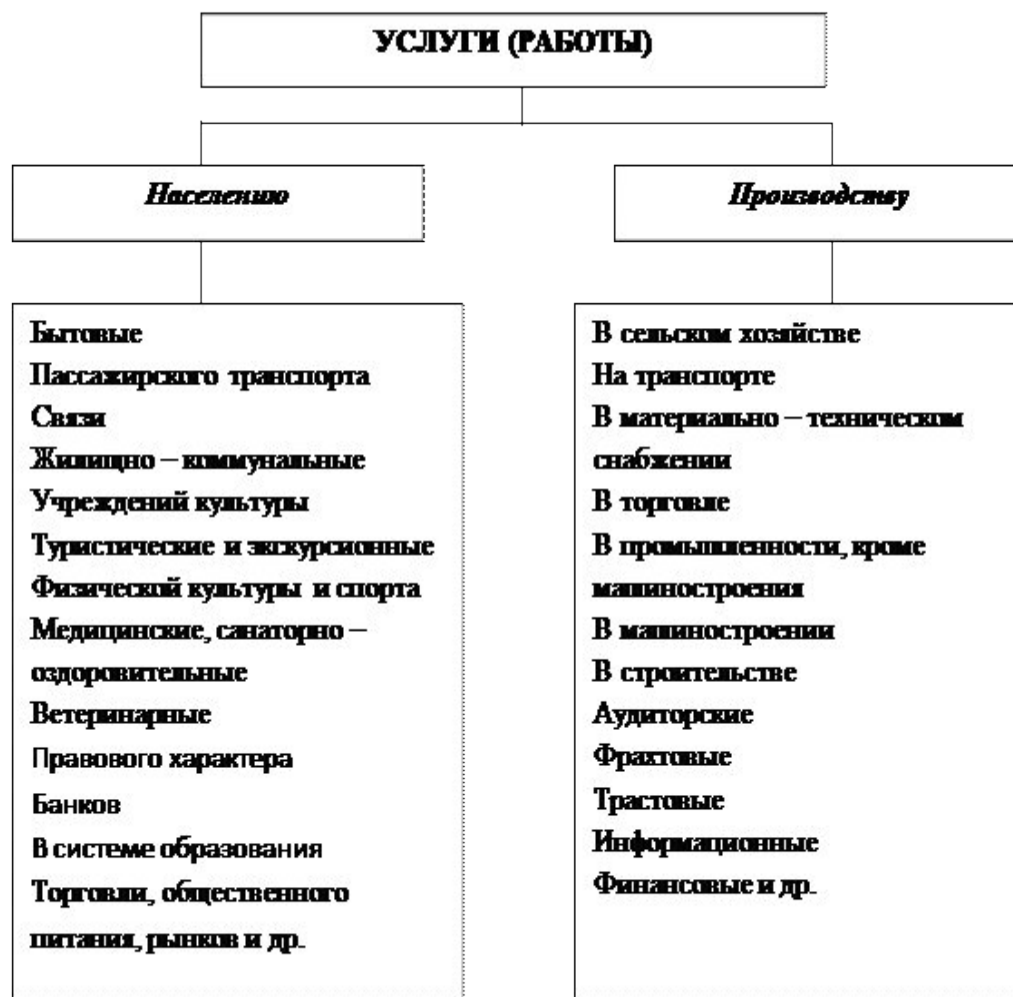 УСЛУГИ (РАБОТЫ)
Населению
Производству
Бытовые
Пассажирского транспорта
Связи
Жилищно – коммунальные
Учреждений культуры
Туристические и экскурсионные
Физической культуры и спорта
Медицинские, санаторно –
оздоровительные
Ветеринарные
Правового характера
Банков
В системе образования
Торговли, общественного
питания, рынков и др.
В сельском хозяйстве
На транспорте
В материально – техническом
снабжении
В торговле
В промышленности, кроме
машиностроения
В машиностроении
В строительстве
Аудиторские
Фрахтовые
Трастовые
Информационные
Финансовые и др.